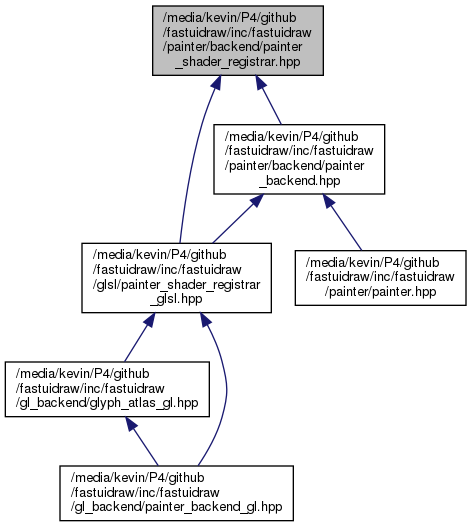 /media/kevin/P4/github
/fastuidraw/inc/fastuidraw
/painter/backend/painter
_shader_registrar.hpp
/media/kevin/P4/github
/fastuidraw/inc/fastuidraw
/painter/backend/painter
_backend.hpp
/media/kevin/P4/github
/fastuidraw/inc/fastuidraw
/glsl/painter_shader_registrar
_glsl.hpp
/media/kevin/P4/github
/fastuidraw/inc/fastuidraw
/painter/painter.hpp
/media/kevin/P4/github
/fastuidraw/inc/fastuidraw
/gl_backend/glyph_atlas_gl.hpp
/media/kevin/P4/github
/fastuidraw/inc/fastuidraw
/gl_backend/painter_backend_gl.hpp